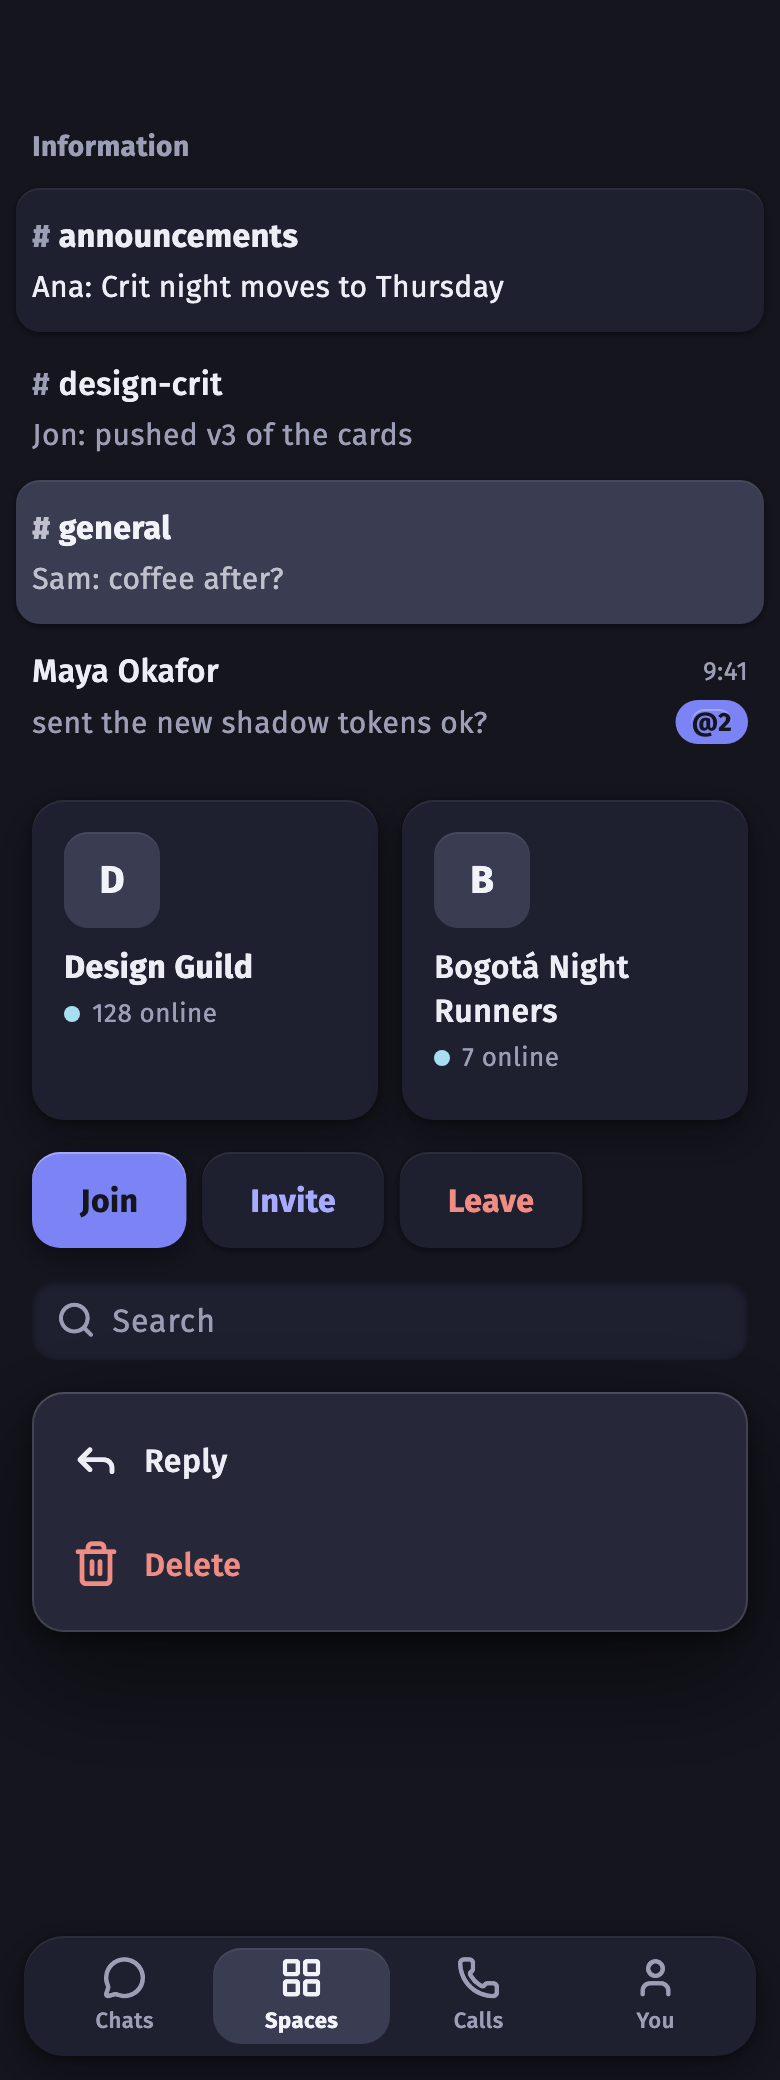 Information
# announcements
Ana: Crit night moves to Thursday
# design-crit
Jon: pushed v3 of the cards
# general
Sam: coffee after?
Maya Okafor 9:41
sent the new shadow tokens ok? @2
D
Design Guild
128 online
B
Bogotá Night
Runners
7 online
Join Invite Leave
Search
Reply
Delete
Chats Spaces Calls You